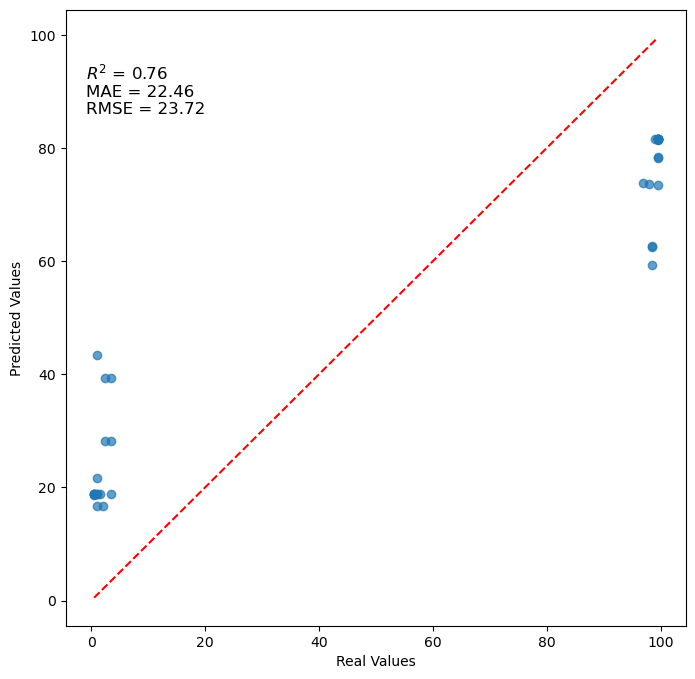 100
80
60
40
20
0
R² = 0.76
MAE = 22.46
RMSE = 23.72
Predicted Values
0 20 40 60 80 100
Real Values